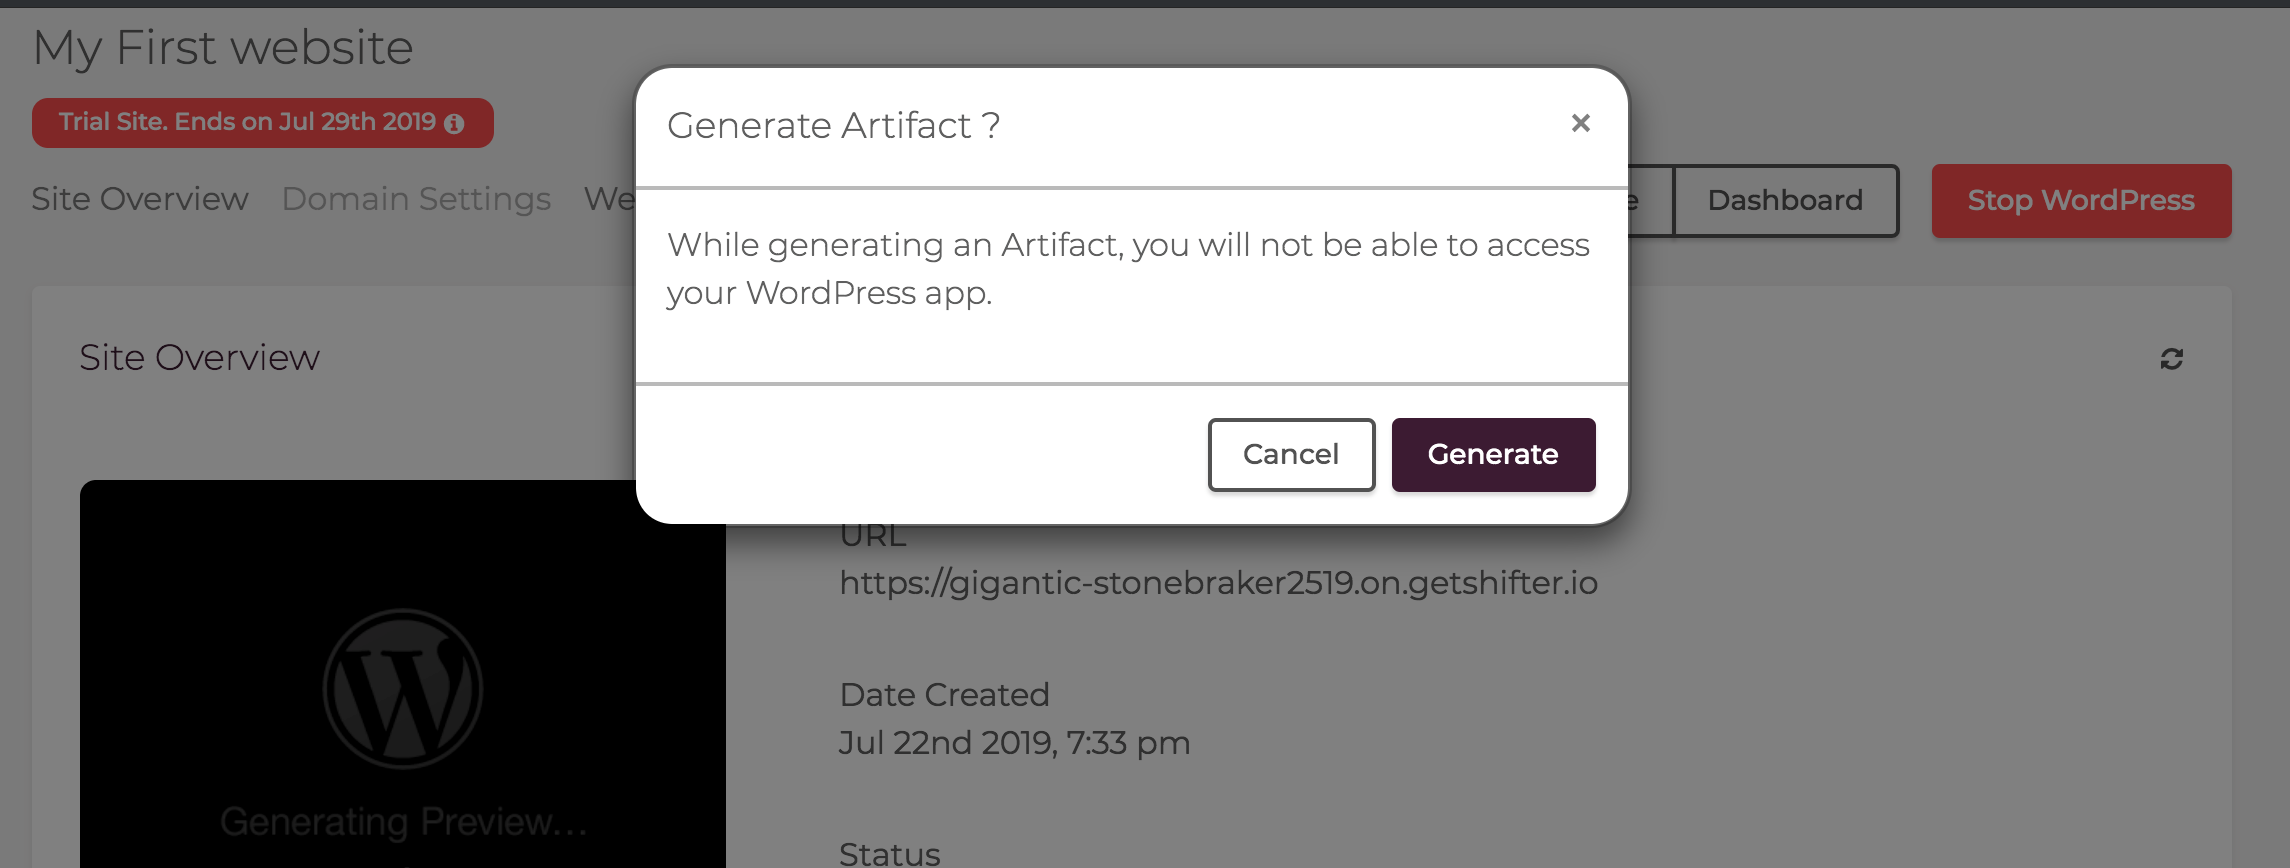 My First website
Trial Site. Ends on Jul 29th 2019
Site Overview Domain Settings We
e Dashboard Stop WordPress
Generate Artifact ?
×
While generating an Artifact, you will not be able to access
your WordPress app.
Cancel Generate
Site Overview
Generating Preview...
URL
https://gigantic-stonebraker2519.on.getshifter.io
Date Created
Jul 22nd 2019, 7:33 pm
Status